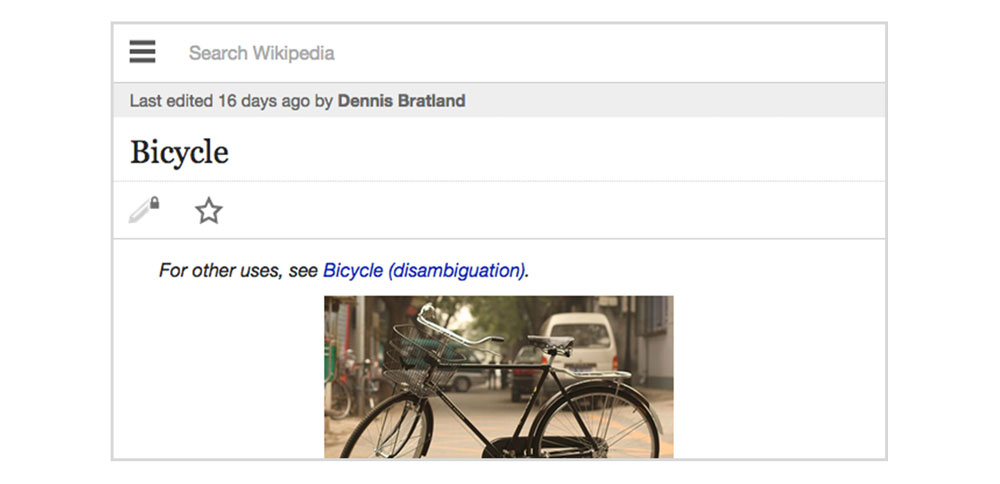 Search Wikipedia
Last edited 16 days ago by Dennis Bratland
Bicycle
For other uses, see Bicycle (disambiguation).